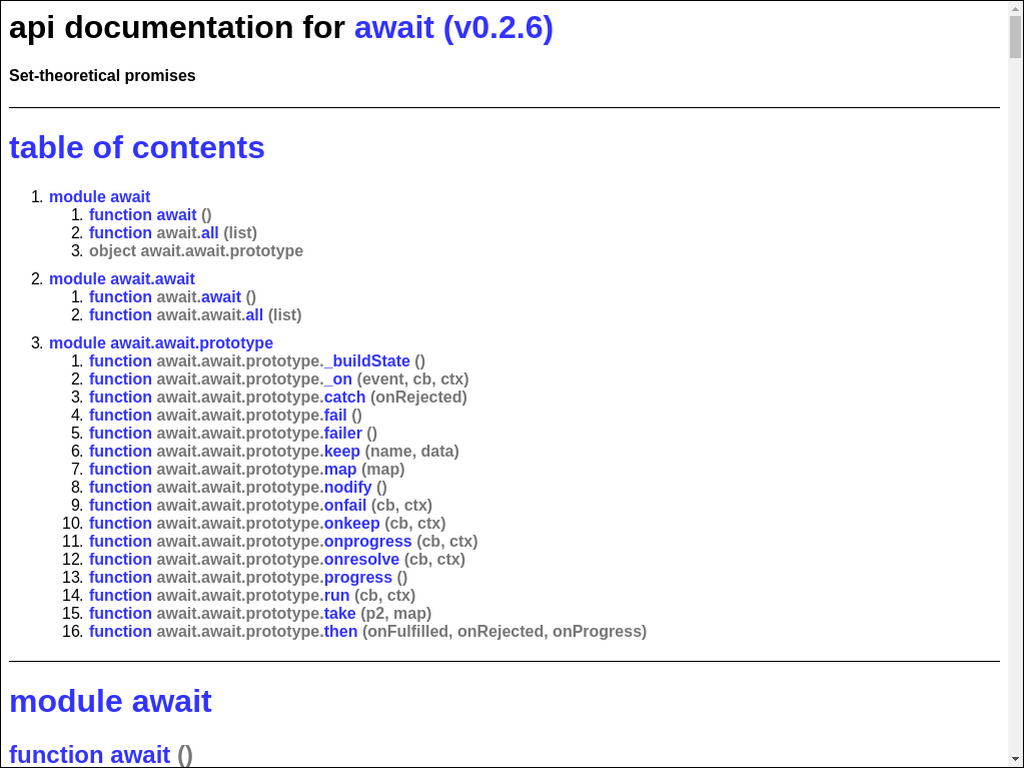 api documentation for await (v0.2.6)
Set-theoretical promises
table of contents
1. module await
1. function await ()
2. function await.all (list)
3. object await.await.prototype
2. module await.await
1. function await.await ()
2. function await.await.all (list)
3. module await.await.prototype
1. function await.await.prototype._buildState ()
2. function await.await.prototype._on (event, cb, ctx)
3. function await.await.prototype.catch (onRejected)
4. function await.await.prototype.fail ()
5. function await.await.prototype.failer ()
6. function await.await.prototype.keep (name, data)
7. function await.await.prototype.map (map)
8. function await.await.prototype.nodify ()
9. function await.await.prototype.onfail (cb, ctx)
10. function await.await.prototype.onkeep (cb, ctx)
11. function await.await.prototype.onprogress (cb, ctx)
12. function await.await.prototype.onresolve (cb, ctx)
13. function await.await.prototype.progress ()
14. function await.await.prototype.run (cb, ctx)
15. function await.await.prototype.take (p2, map)
16. function await.await.prototype.then (onFulfilled, onRejected, onProgress)
module await
function await ()